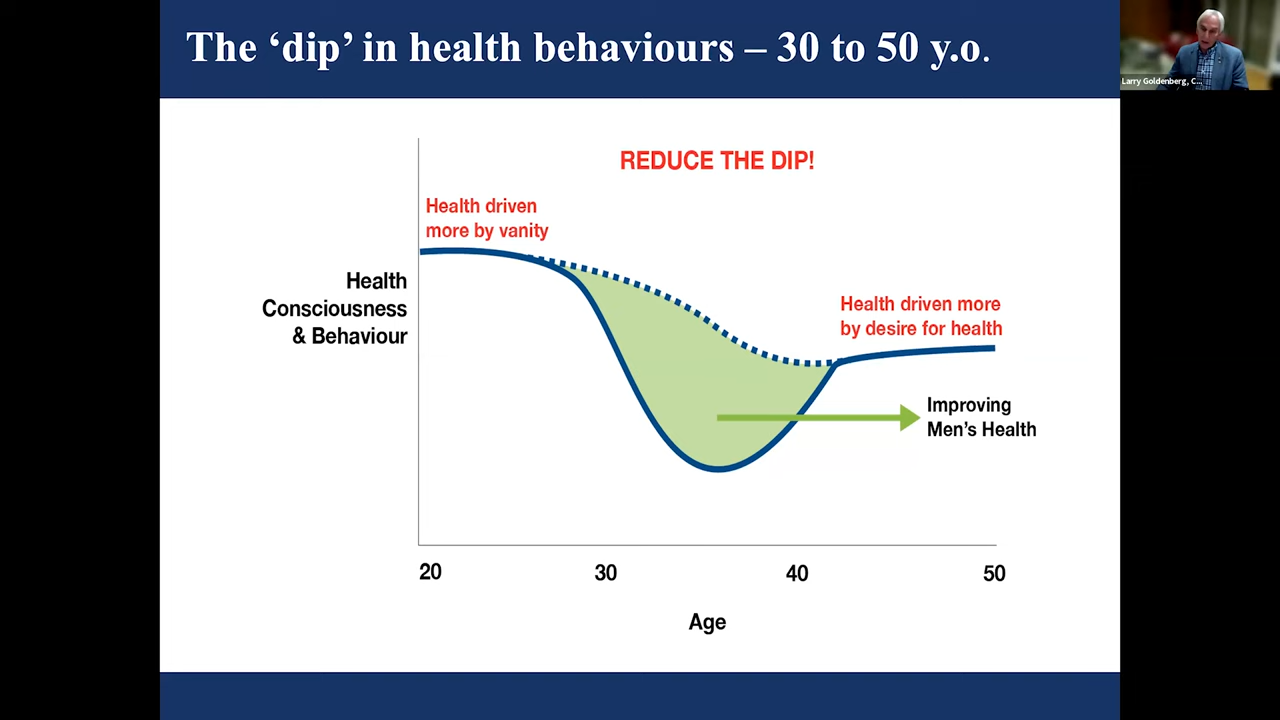 The ‘dip’ in health behaviours – 30 to 50 y.o.
Larry Goldenberg, C...
REDUCE THE DIP!
Health driven
more by vanity
Health
Consciousness
& Behaviour
Health driven more
by desire for health
Improving
Men’s Health
20 30 40 50
Age